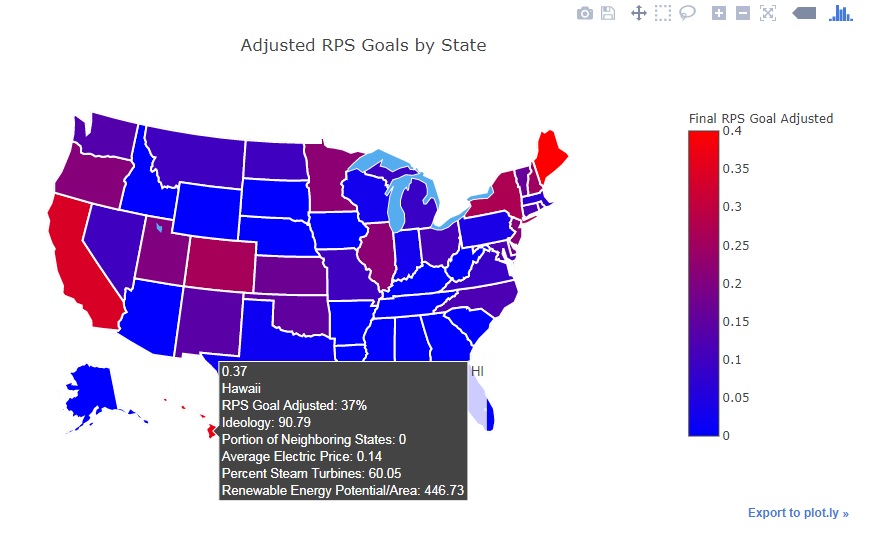 Adjusted RPS Goals by State
Final RPS Goal Adjusted
0.4
0.35
0.3
0.25
0.2
0.15
0.1
0.05
0
0.37
HI
Hawaii
RPS Goal Adjusted: 37%
Ideology: 90.79
Portion of Neighboring States: 0
Average Electric Price: 0.14
Percent Steam Turbines: 60.05
Renewable Energy Potential/Area: 446.73
Export to plot.ly »